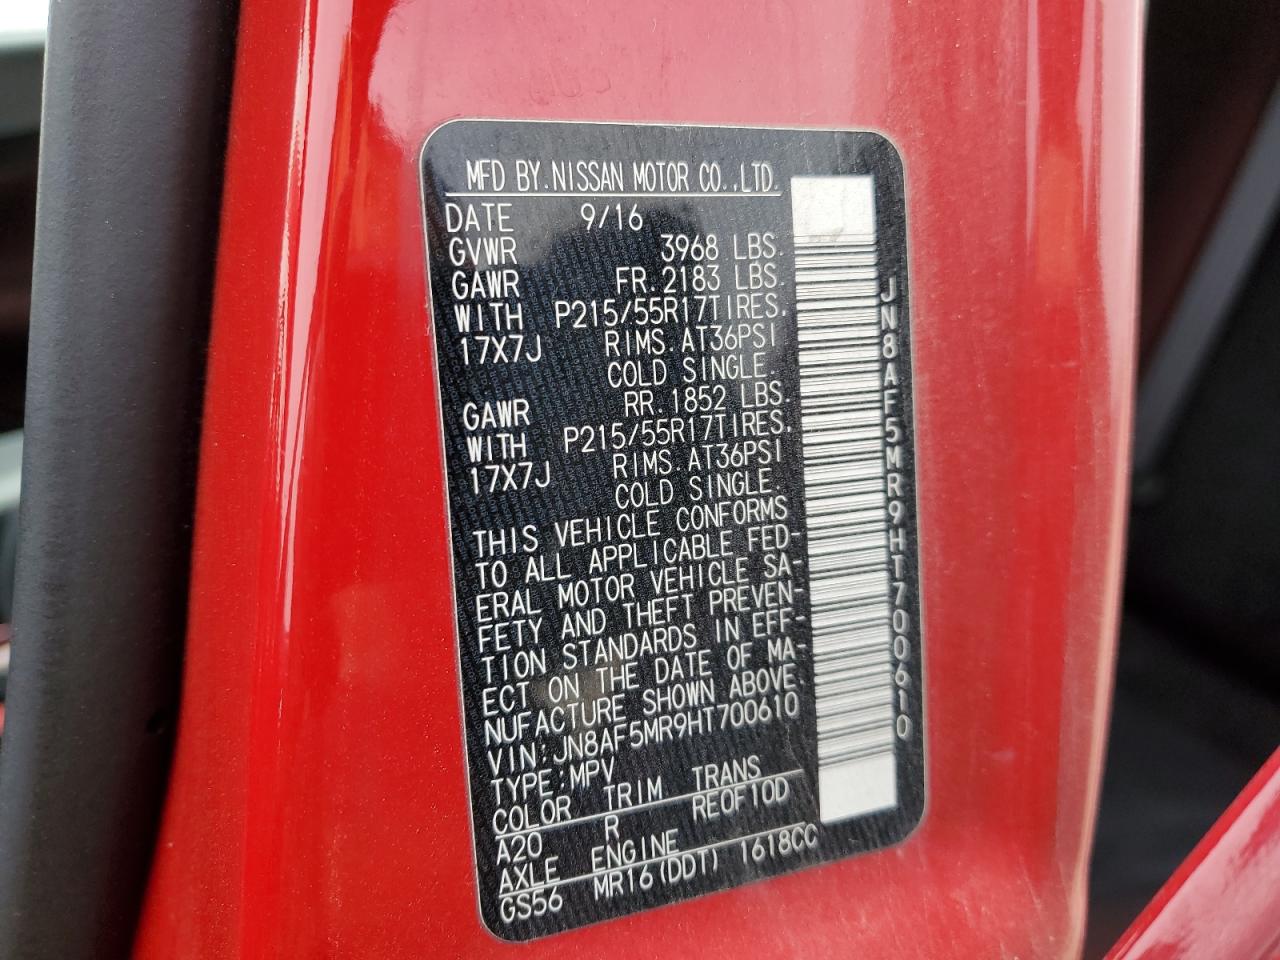 MFD BY.NISSAN MOTOR CO.,LTD.
DATE 9/16
GVWR 3968 LBS.
GAWR FR.2183 LBS.
WITH P215/55R17TIRES.
17X7J RIMS.AT36PSI
COLD SINGLE.
GAWR RR.1852 LBS.
WITH P215/55R17TIRES.
17X7J RIMS.AT36PSI
COLD SINGLE.
THIS VEHICLE CONFORMS
TO ALL APPLICABLE FED-
ERAL MOTOR VEHICLE SA-
FETY AND THEFT PREVEN-
TION STANDARDS IN EFF-
ECT ON THE DATE OF MA-
NUFACTURE SHOWN ABOVE.
VIN:JN8AF5MR9HT700610
TYPE:MPV
COLOR TRIM TRANS
A20 R RE0F10D
AXLE ENGINE
GS56 MR16(DDT) 1618CC
JN8AF5MR9HT700610